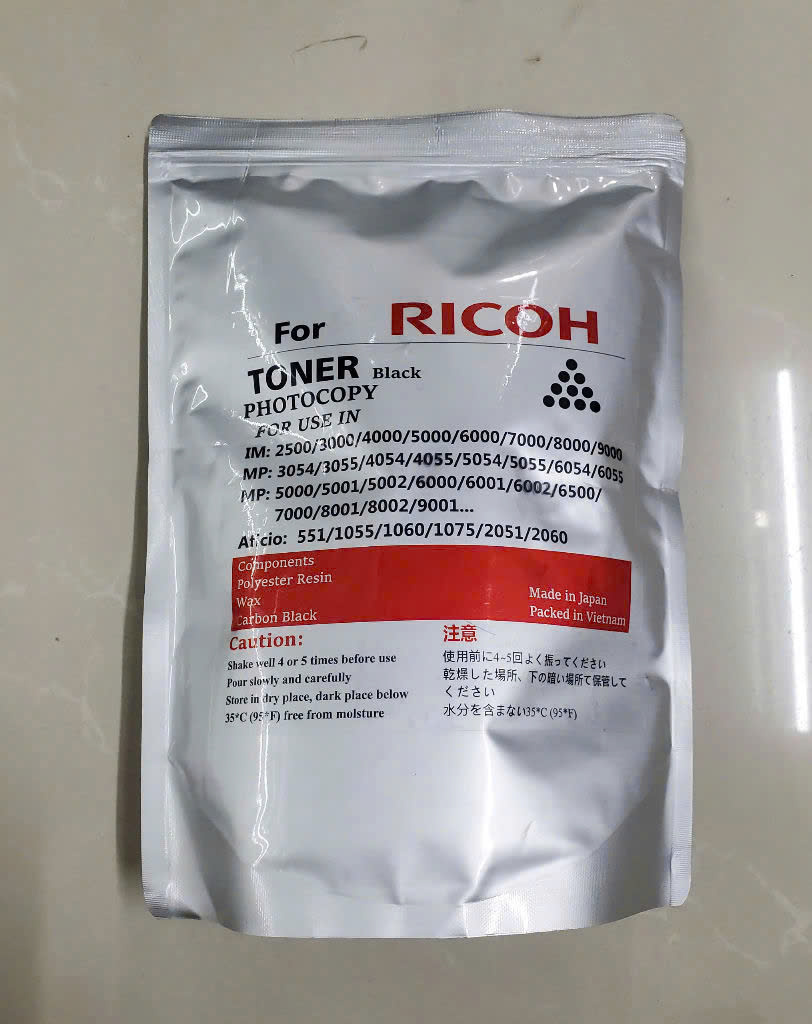 For RICOH
TONER Black
PHOTOCOPY
FOR USE IN
IM: 2500/3000/4000/5000/6000/7000/8000/9000
MP: 3054/3055/4054/4055/5054/5055/6054/6055
MP: 5000/5001/5002/6000/6001/6002/6500/
7000/8001/8002/9001...
Aficio: 551/1055/1060/1075/2051/2060
Components
Polyester Resin
Wax
Carbon Black
Made in Japan
Packed in Vietnam
Caution:
Shake well 4 or 5 times before use
Pour slowly and carefully
Store in dry place, dark place below
35*C (95*F) free from molsture
注意
使用前に4~5回よく振ってください
乾燥した場所、下の暗い場所で保管して
ください
水分を含まない35*C (95*F)